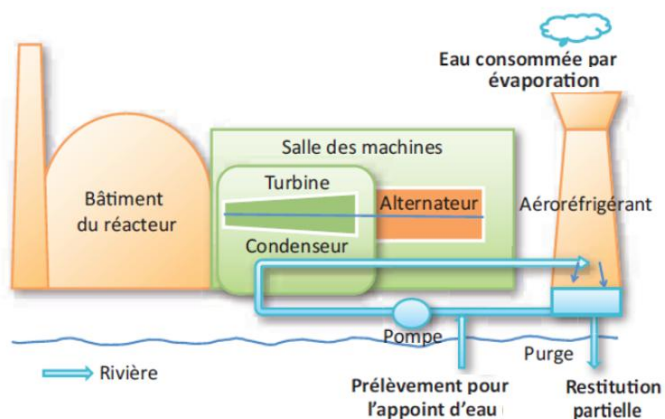 Eau consommée par
évaporation
Salle des machines
Turbine
Bâtiment
du réacteur
Alternateur
Aéroréfrigérant
Condenseur
Pompe
Purge
Rivière
Prélèvement pour
l'appoint d'eau
Restitution
partielle